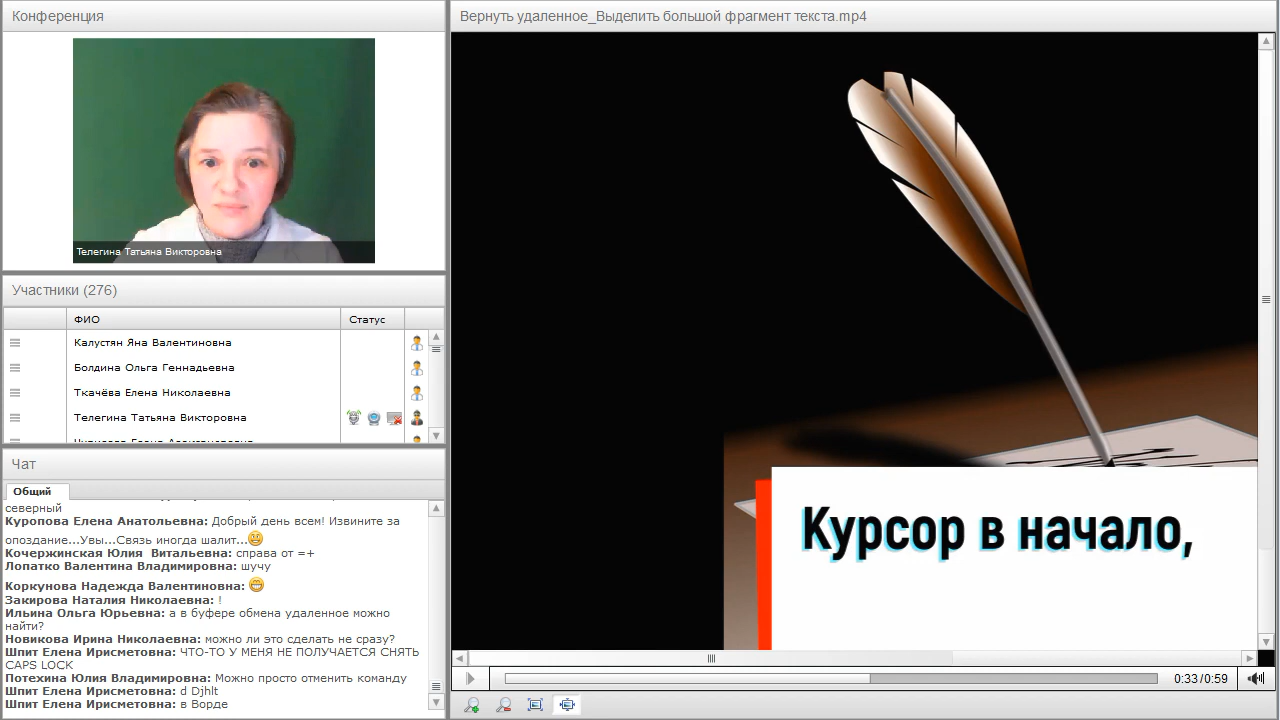 Конференция
Телегина Татьяна Викторовна
Участники (276)
ФИО
Статус
Калустян Яна Валентиновна
Болдина Ольга Геннадьевна
Ткачёва Елена Николаевна
Телегина Татьяна Викторовна
Чат
Общий
северный
Куропова Елена Анатольевна: Добрый день всем! Извините за
опоздание...Увы...Связь иногда шалит...
Кочержинская Юлия Витальевна: справа от =+
Лопатко Валентина Владимировна: шучу
Коркунова Надежда Валентиновна:
Закирова Наталия Николаевна: !
Ильина Ольга Юрьевна: а в буфере обмена удаленное можно
найти?
Новикова Ирина Николаевна: можно ли это сделать не сразу?
Шпит Елена Ирисметовна: ЧТО-ТО У МЕНЯ НЕ ПОЛУЧАЕТСЯ СНЯТЬ
CAPS LOCK
Потехина Юлия Владимировна: Можно просто отменить команду
Шпит Елена Ирисметовна: d Djhlt
Шпит Елена Ирисметовна: в Ворде
Вернуть удаленное_Выделить большой фрагмент текста.mp4
Курсор в начало,
0:33/0:59